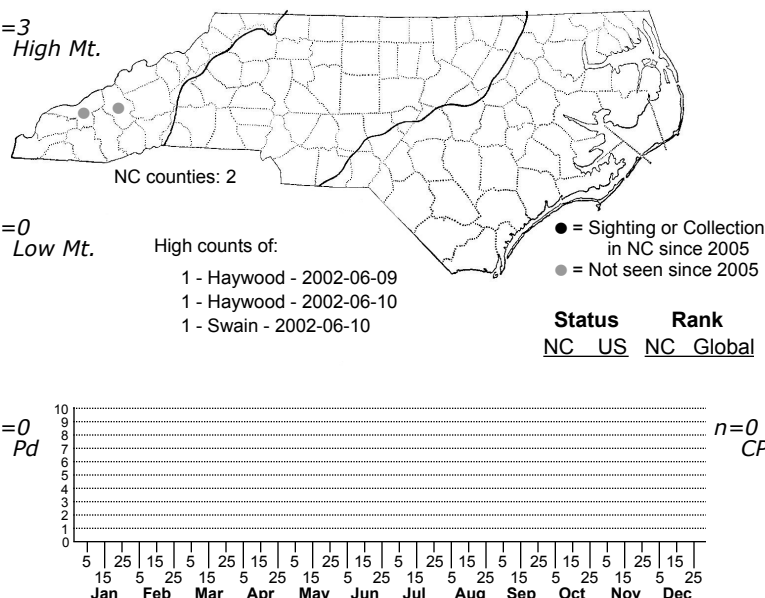 =3
High Mt.
NC counties: 2
=0
Low Mt.
High counts of:
1 - Haywood - 2002-06-09
1 - Haywood - 2002-06-10
1 - Swain - 2002-06-10
● = Sighting or Collection
in NC since 2005
● = Not seen since 2005
Status Rank
NC US NC Global
=0
Pd
n=0
CP
10
9
8
7
6
5
4
3
2
1
0
5 25 15 5 25 15 5 25 15 5 25 15 5 25 15 5 25 15
15 5 25 15 5 25 15 5 25 15 5 25 15 5 25 15 5 25
Jan Feb Mar Apr May Jun Jul Aug Sep Oct Nov Dec